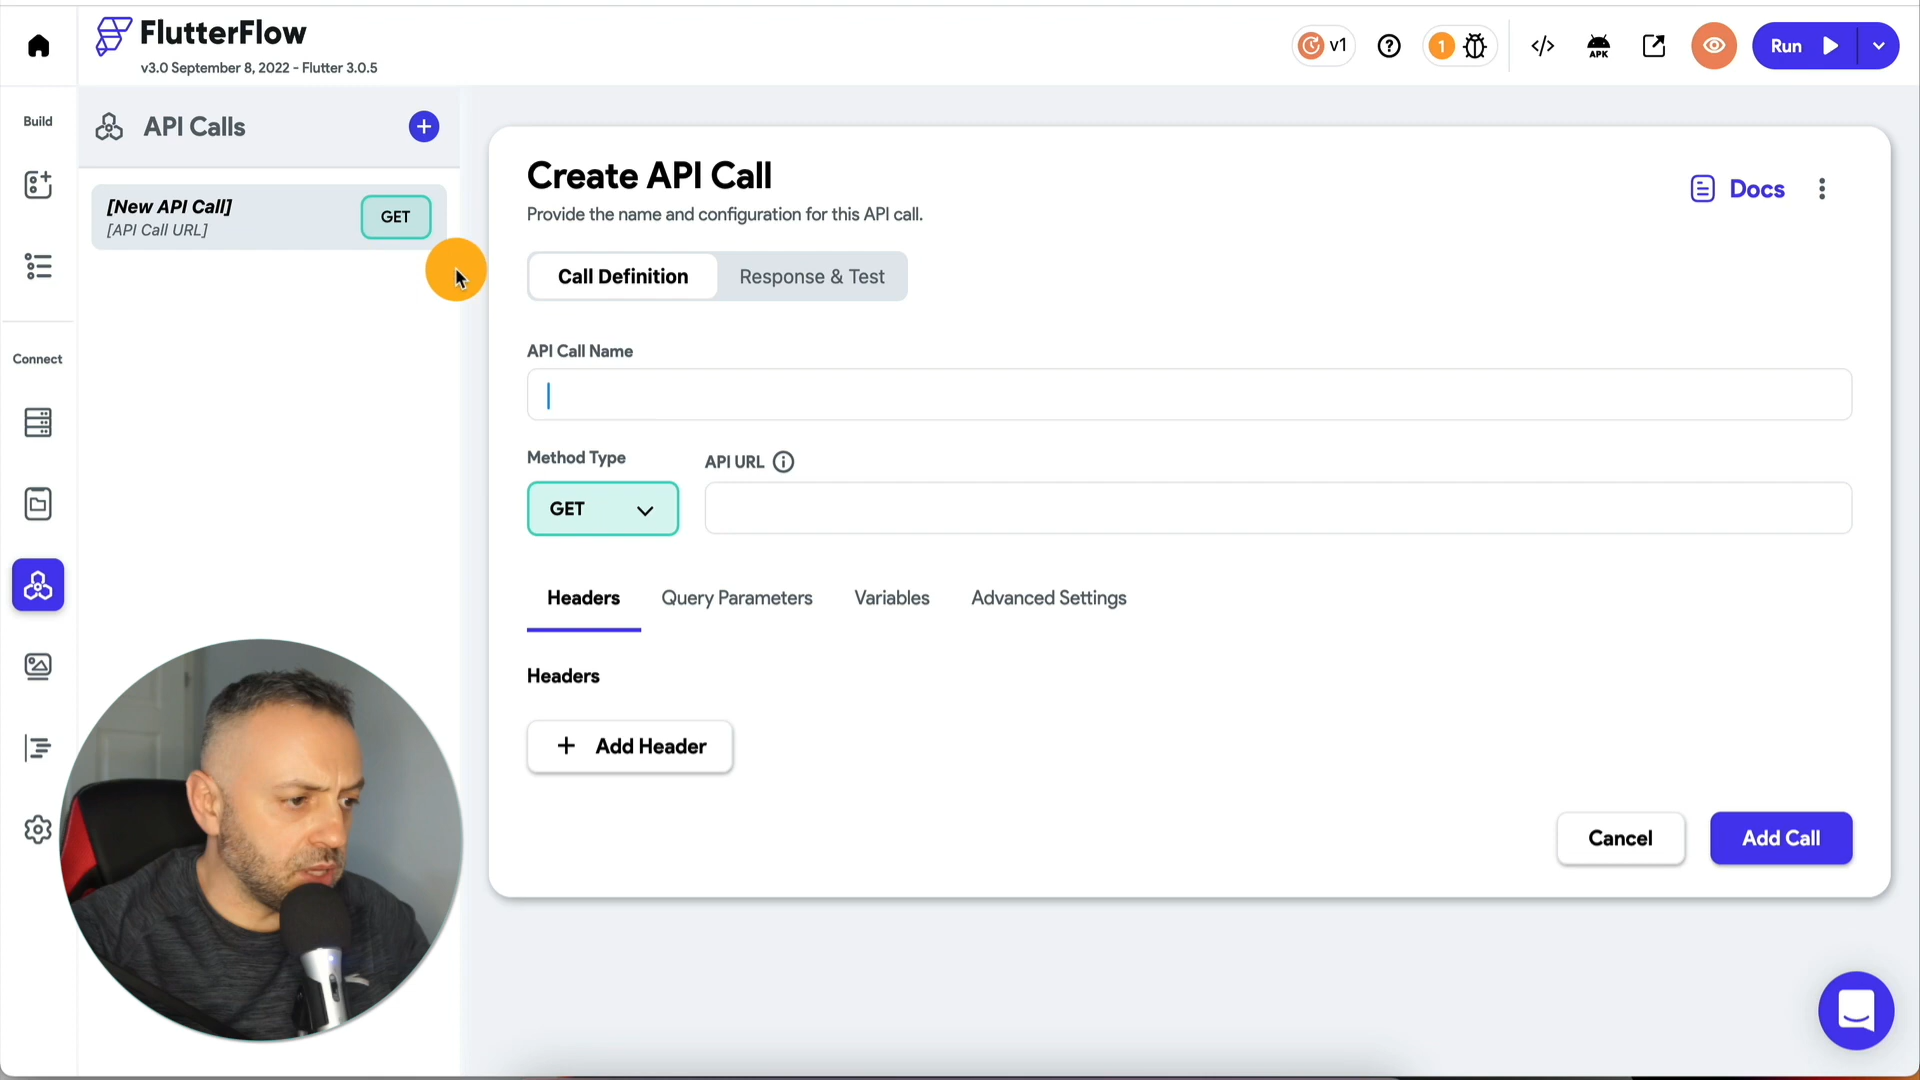 FlutterFlow
v3.0 September 8, 2022 - Flutter 3.0.5
v1
1
APK
Run
Build
Connect
API Calls
[New API Call]
[API Call URL]
GET
Create API Call
Provide the name and configuration for this API call.
Docs
Call Definition
Response & Test
API Call Name
Method Type
API URL
GET
Headers
Query Parameters
Variables
Advanced Settings
Headers
+ Add Header
Cancel
Add Call